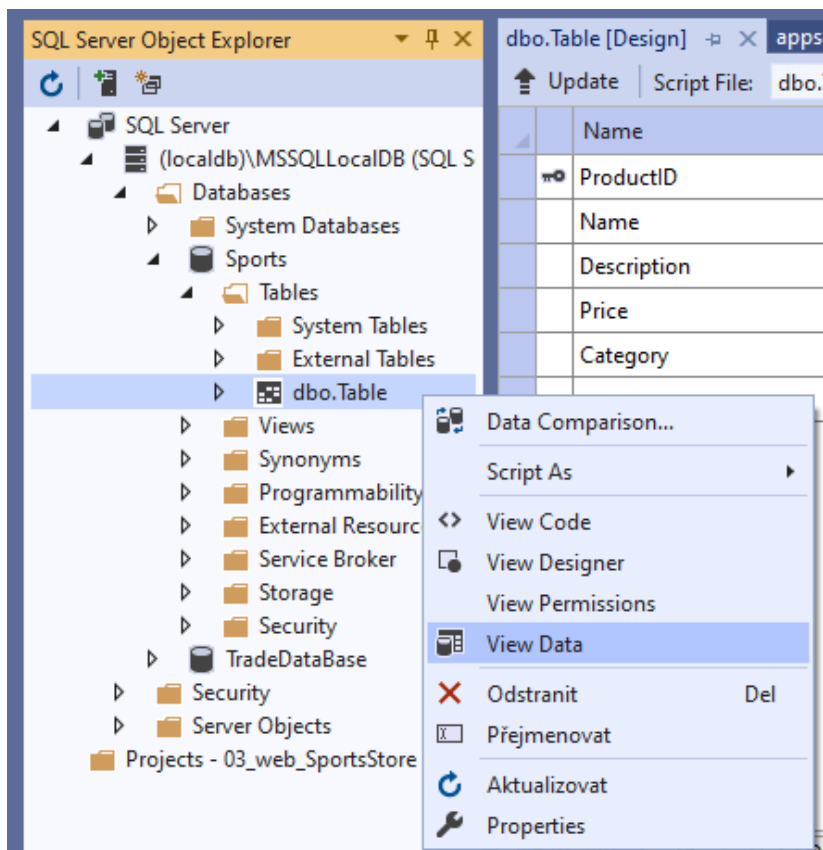 SQL Server Object Explorer
SQL Server
(localdb)\MSSQLLocalDB (SQL S
Databases
System Databases
Sports
Tables
System Tables
External Tables
dbo.Table
Views
Synonyms
Programmability
External Resourc
Service Broker
Storage
Security
TradeDataBase
Security
Server Objects
Projects - 03_web_SportsStore
dbo.Table [Design]
apps
Update
Script File:
dbo.
Name
ProductID
Name
Description
Price
Category
Data Comparison...
Script As
View Code
View Designer
View Permissions
View Data
Odstranit Del
Přejmenovat
Aktualizovat
Properties